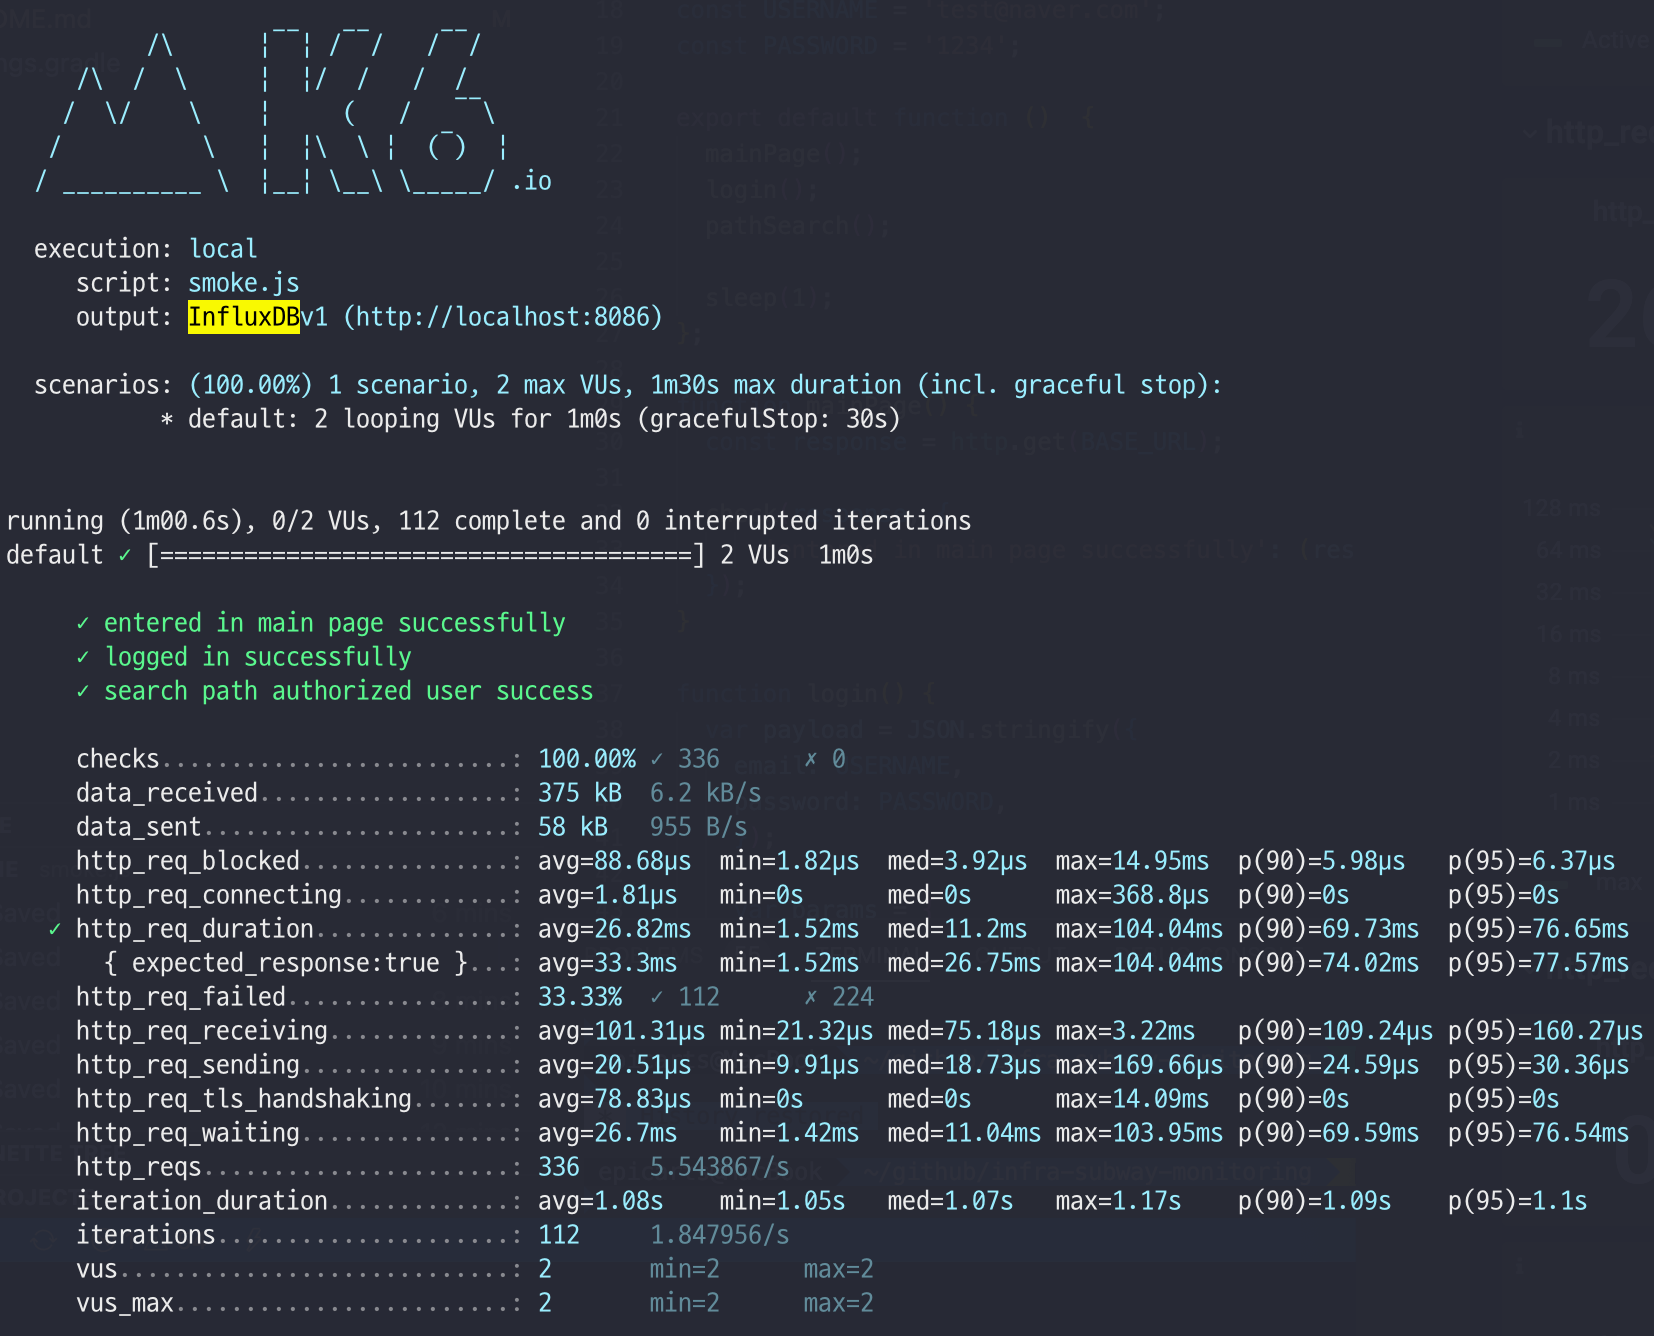 .io
execution: local
script: smoke.js
output: InfluxDBv1 (http://localhost:8086)
scenarios: (100.00%) 1 scenario, 2 max VUs, 1m30s max duration (incl. graceful stop):
* default: 2 looping VUs for 1m0s (gracefulStop: 30s)
running (1m00.6s), 0/2 VUs, 112 complete and 0 interrupted iterations
default ✓ [======================================] 2 VUs  1m0s
✓ entered in main page successfully
✓ logged in successfully
✓ search path authorized user success
checks.........................: 100.00% ✓ 336      ✗ 0
data_received..................: 375 kB  6.2 kB/s
data_sent......................: 58 kB   955 B/s
http_req_blocked...............: avg=88.68µs  min=1.82µs  med=3.92µs  max=14.95ms  p(90)=5.98µs   p(95)=6.37µs
http_req_connecting............: avg=1.81µs   min=0s      med=0s      max=368.8µs  p(90)=0s       p(95)=0s
✓ http_req_duration..............: avg=26.82ms  min=1.52ms  med=11.2ms  max=104.04ms p(90)=69.73ms  p(95)=76.65ms
{ expected_response:true }...: avg=33.3ms   min=1.52ms  med=26.75ms max=104.04ms p(90)=74.02ms  p(95)=77.57ms
http_req_failed................: 33.33%  ✓ 112      ✗ 224
http_req_receiving.............: avg=101.31µs min=21.32µs med=75.18µs max=3.22ms   p(90)=109.24µs p(95)=160.27µs
http_req_sending...............: avg=20.51µs  min=9.91µs  med=18.73µs max=169.66µs p(90)=24.59µs  p(95)=30.36µs
http_req_tls_handshaking.......: avg=78.83µs  min=0s      med=0s      max=14.09ms  p(90)=0s       p(95)=0s
http_req_waiting...............: avg=26.7ms   min=1.42ms  med=11.04ms max=103.95ms p(90)=69.59ms  p(95)=76.54ms
http_reqs......................: 336     5.543867/s
iteration_duration.............: avg=1.08s    min=1.05s   med=1.07s   max=1.17s    p(90)=1.09s    p(95)=1.1s
iterations.....................: 112     1.847956/s
vus............................: 2       min=2      max=2
vus_max........................: 2       min=2      max=2